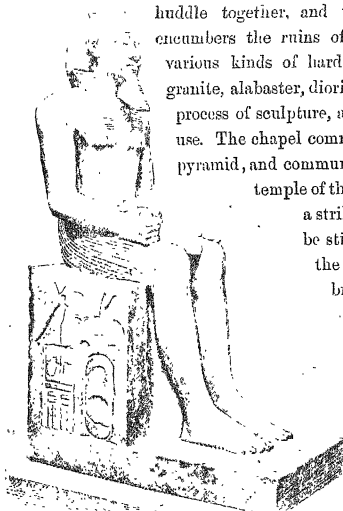 huddle together, and
encumbers the ruins of
various kinds of hard
granite, alabaster, diori
process of sculpture, a
use. The chapel comm
pyramid, and commun
temple of th
a stri
be sti
the
br